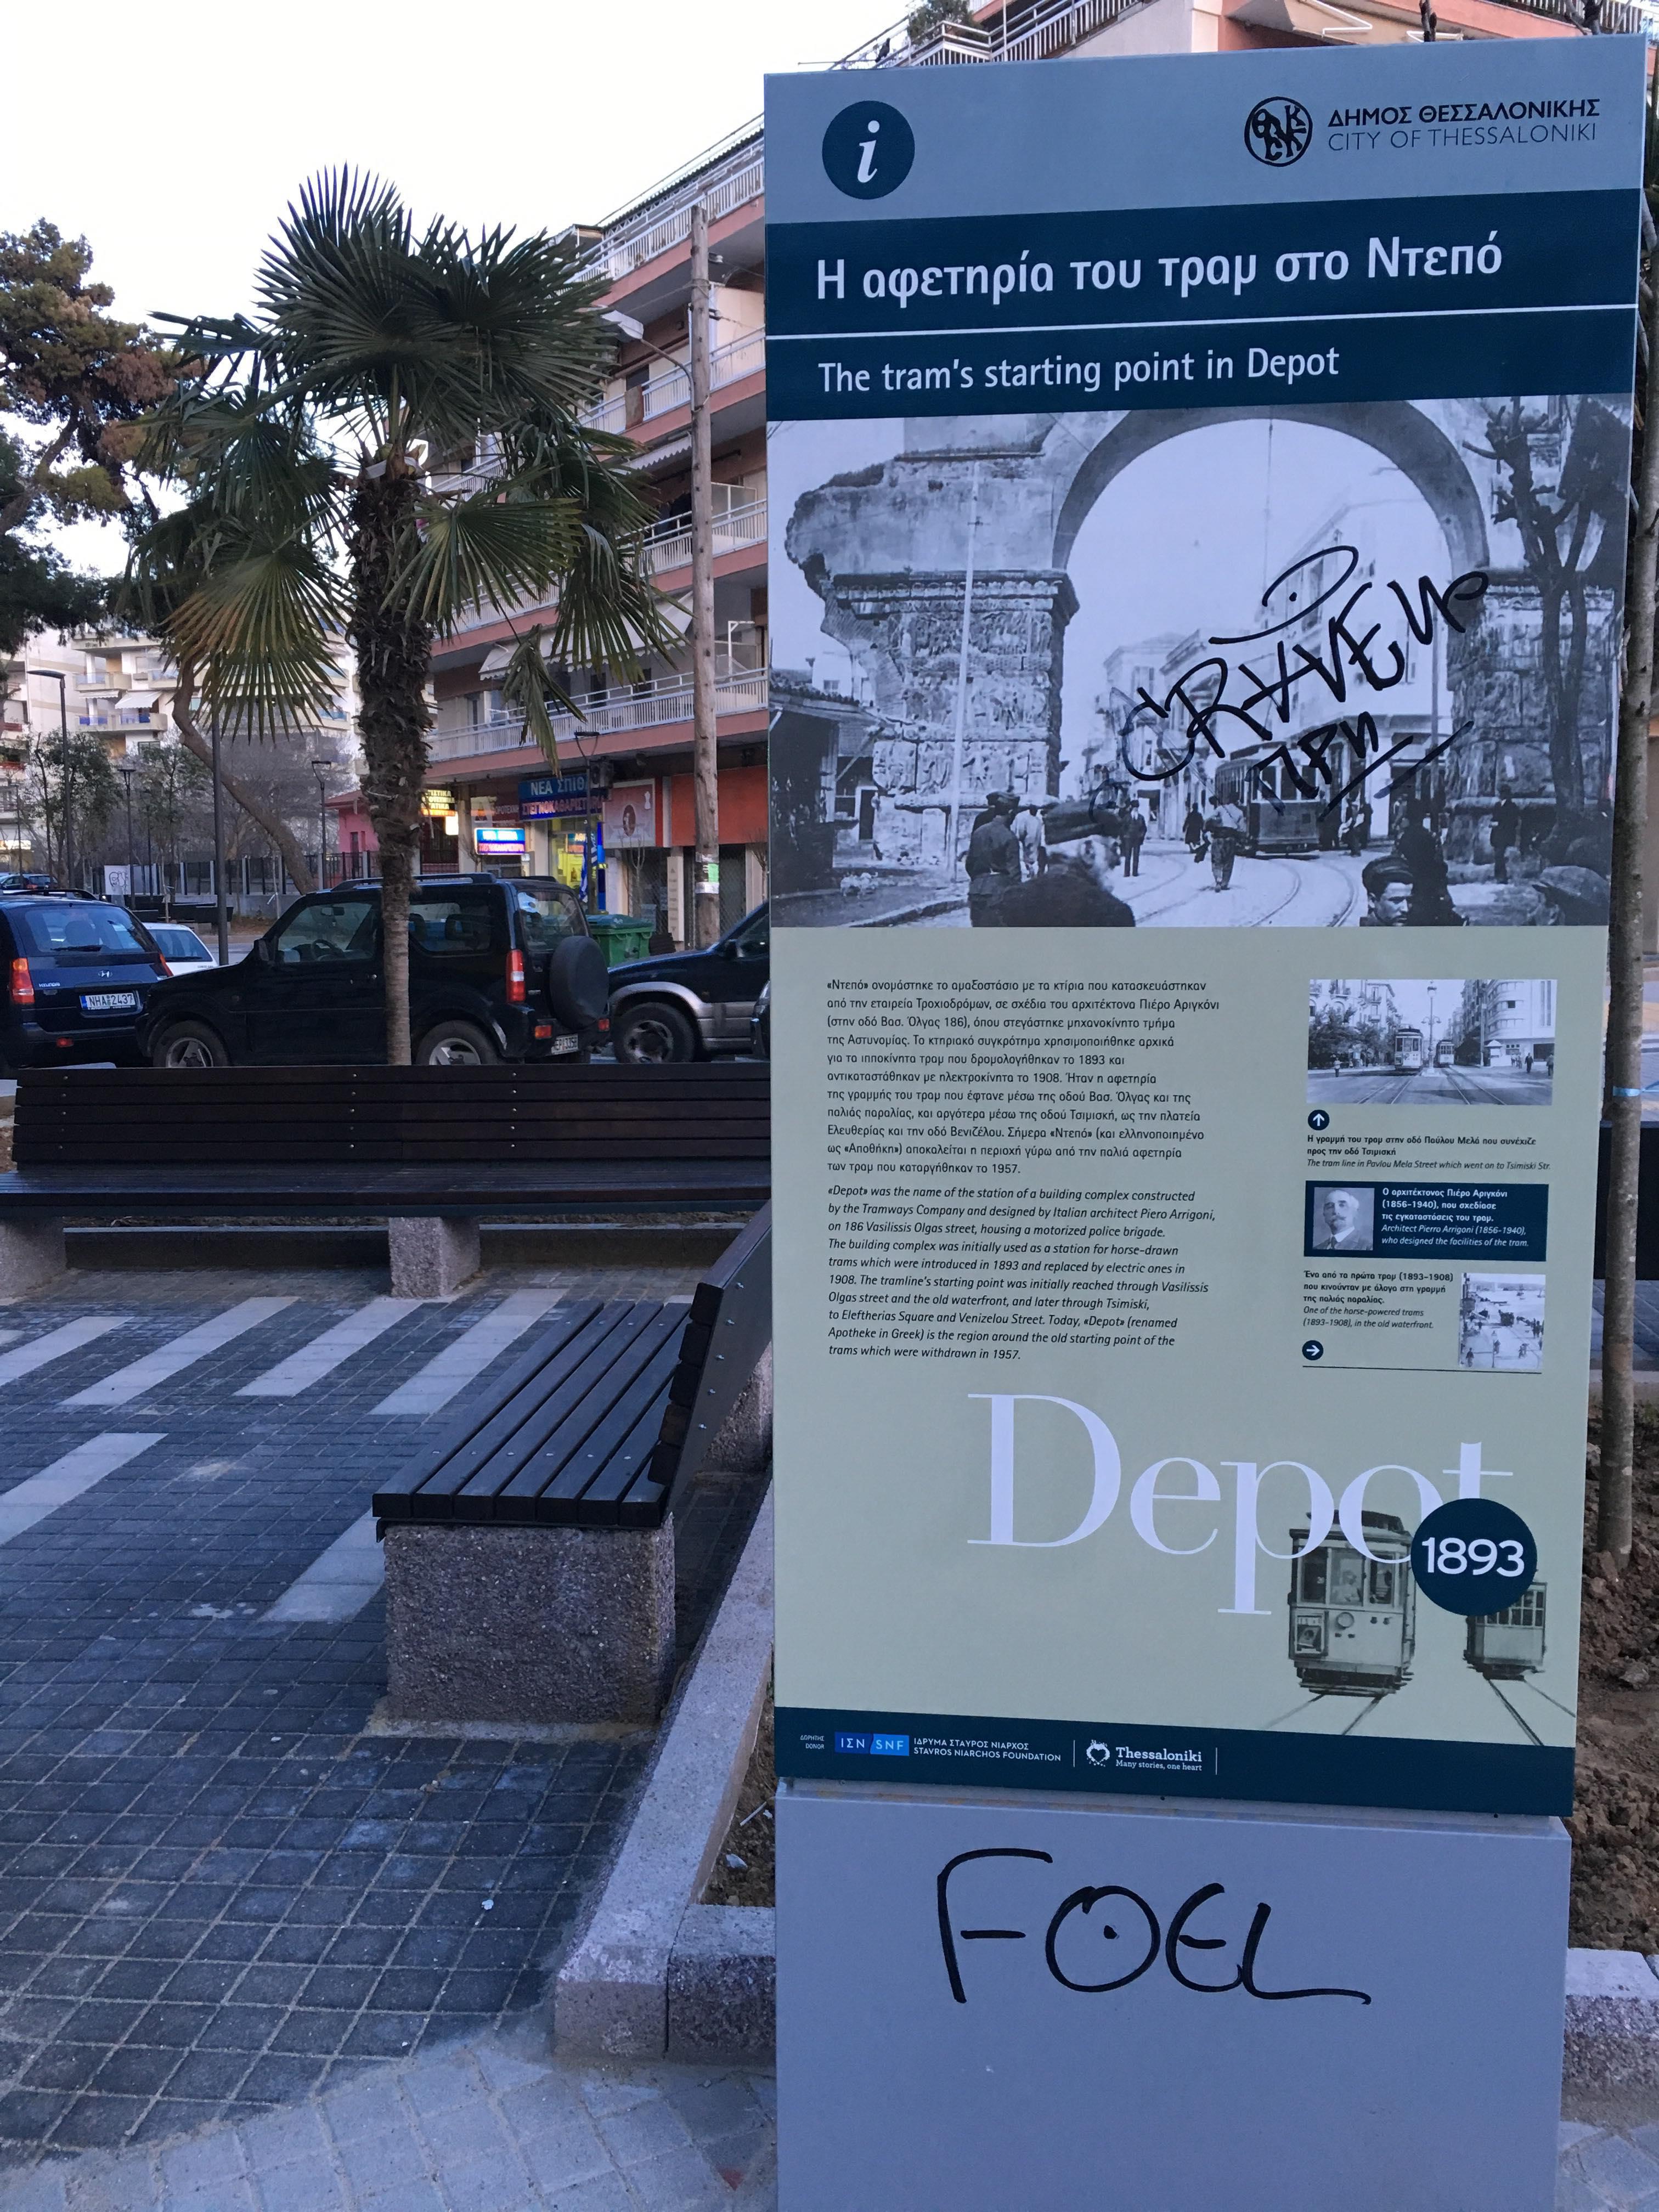 i
ΔΗΜΟΣ ΘΕΣΣΑΛΟΝΙΚΗΣ
CITY OF THESSALONIKI
Η αφετηρία του τραμ στο Ντεπό
The tram's starting point in Depot
«Ντεπό» ονομάστηκε το αμαξοστάσιο με τα κτίρια που κατασκευάστηκαν
από την εταιρεία Τροχιοδρόμων, σε σχέδια του αρχιτέκτονα Πιέρο Αριγκόνι
(στην οδό Βασ. Όλγας 186), όπου στεγάστηκε μηχανοκίνητο τμήμα
της Αστυνομίας. Το κτηριακό συγκρότημα χρησιμοποιήθηκε αρχικά
για τα ιπποκίνητα τραμ που δρομολογήθηκαν το 1893 και
αντικαταστάθηκαν με ηλεκτροκίνητα το 1908. Ήταν η αφετηρία
της γραμμής του τραμ που έφτανε μέσω της οδού Βασ. Όλγας και της
παλιάς παραλίας, και αργότερα μέσω της οδού Τσιμισκή, ως την πλατεία
Ελευθερίας και την οδό Βενιζέλου. Σήμερα «Ντεπό» (και ελληνοποιημένο
ως «Αποθήκη») αποκαλείται η περιοχή γύρω από την παλιά αφετηρία
των τραμ που καταργήθηκαν το 1957.
«Depot» was the name of the station of a building complex constructed
by the Tramways Company and designed by Italian architect Piero Arrigoni,
on 186 Vasilissis Olgas street, housing a motorized police brigade.
The building complex was initially used as a station for horse-drawn
trams which were introduced in 1893 and replaced by electric ones in
1908. The tramline's starting point was initially reached through Vasilissis
Olgas street and the old waterfront, and later through Tsimiski,
to Eleftherias Square and Venizelou Street. Today, «Depot» (renamed
Apotheke in Greek) is the region around the old starting point of the
trams which were withdrawn in 1957.
Η γραμμή του τραμ στην οδό Παύλου Μελά που συνέχιζε
προς την οδό Τσιμισκή
The tram line in Pavlou Mela Street which went on to Tsimiski Str.
Ο αρχιτέκτονας Πιέρο Αριγκόνι
(1856-1940), που σχεδίασε
τις εγκαταστάσεις του τραμ.
Architect Pierro Arrigoni (1856-1940),
who designed the facilities of the tram.
Ένα από τα πρώτα τραμ (1893-1908)
που κινούνταν με άλογα στη γραμμή
της παλιάς παραλίας.
One of the horse-powered trams
(1893-1908), in the old waterfront.
Depot
1893
ΔΩΡΗΤΗΣ
DONOR
ΙΣΝ SNF
ΙΔΡΥΜΑ ΣΤΑΥΡΟΣ ΝΙΑΡΧΟΣ
STAVROS NIARCHOS FOUNDATION
Thessaloniki
Many stories, one heart
FOEL
ΝΕΑ ΣΠΙΘ
ΣΤΕΓΝΟΚΑΘΑΡΙΣΤΗΡΙ
HYUNDAI
NHA 2437